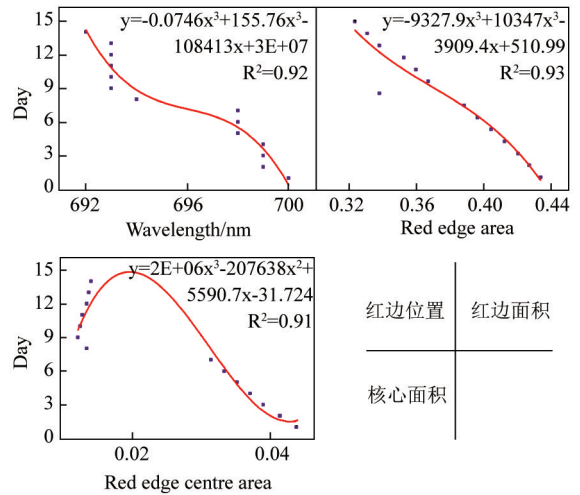 y=-0.0746x³+155.76x³-
108413x+3E+07
R²=0.92
15
12
9
6
3
0
Day
692
696
700
Wavelength/nm
y=-9327.9x³+10347x³-
3909.4x+510.99
R²=0.93
0.32
0.36
0.40
0.44
Red edge area
y=2E+06x³-207638x²+
5590.7x-31.724
R²=0.91
15
12
9
6
3
0
Day
0.02
0.04
Red edge centre area
红边位置
红边面积
核心面积